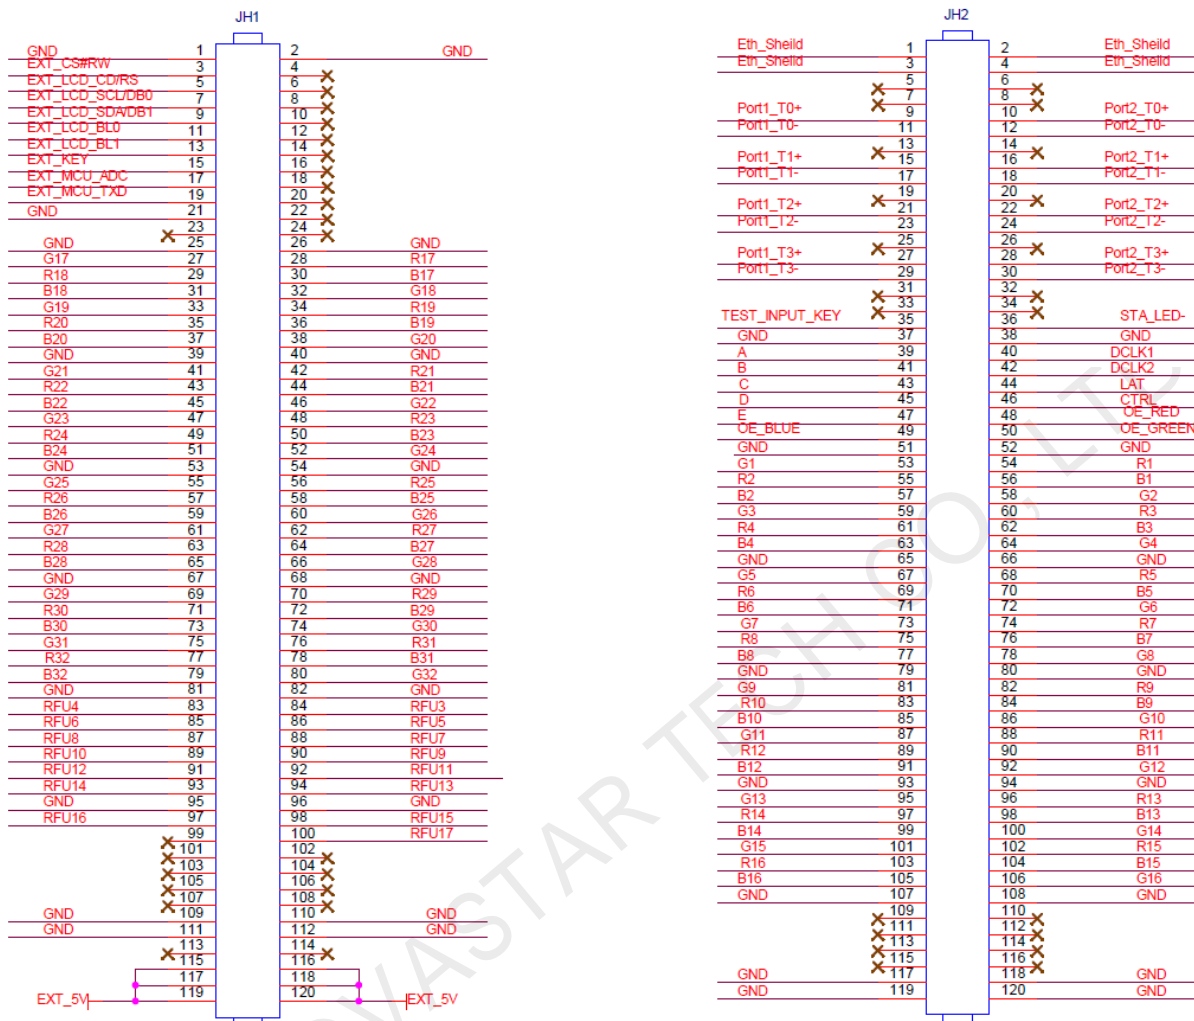 JH1
GND 1 2 GND
EXT_CS#RW 3 4
EXT_LCD_CD/RS 5 6
EXT_LCD_SCL/DB0 7 8
EXT_LCD_SDA/DB1 9 10
EXT_LCD_BL0 11 12
EXT_LCD_BL1 13 14
EXT_KEY 15 16
EXT_MCU_ADC 17 18
EXT_MCU_TXD 19 20
GND 21 22
23 24
GND 25 26 GND
G17 27 28 R17
R18 29 30 B17
B18 31 32 G18
G19 33 34 R19
R20 35 36 B19
B20 37 38 G20
GND 39 40 GND
G21 41 42 R21
R22 43 44 B21
B22 45 46 G22
G23 47 48 R23
R24 49 50 B23
B24 51 52 G24
GND 53 54 GND
G25 55 56 R25
R26 57 58 B25
B26 59 60 G26
G27 61 62 R27
R28 63 64 B27
B28 65 66 G28
GND 67 68 GND
G29 69 70 R29
R30 71 72 B29
B30 73 74 G30
G31 75 76 R31
R32 77 78 B31
B32 79 80 G32
GND 81 82 GND
RFU4 83 84 RFU3
RFU6 85 86 RFU5
RFU8 87 88 RFU7
RFU10 89 90 RFU9
RFU12 91 92 RFU11
RFU14 93 94 RFU13
GND 95 96 GND
RFU16 97 98 RFU15
99 100 RFU17
101 102
103 104
105 106
107 108
GND 109 110 GND
GND 111 112 GND
113 114
115 116
117 118
EXT_5V 119 120 EXT_5V
JH2
Eth_Sheild 1 2 Eth_Sheild
Eth_Sheild 3 4 Eth_Sheild
5 6
7 8
Port1_T0+ 9 10 Port2_T0+
Port1_T0- 11 12 Port2_T0-
13 14
Port1_T1+ 15 16 Port2_T1+
Port1_T1- 17 18 Port2_T1-
19 20
Port1_T2+ 21 22 Port2_T2+
Port1_T2- 23 24 Port2_T2-
25 26
Port1_T3+ 27 28 Port2_T3+
Port1_T3- 29 30 Port2_T3-
31 32
33 34
TEST_INPUT_KEY 35 36 STA_LED-
GND 37 38 GND
A 39 40 DCLK1
B 41 42 DCLK2
C 43 44 LAT
D 45 46 CTRL
E 47 48 OE_RED
OE_BLUE 49 50 OE_GREEN
GND 51 52 GND
G1 53 54 R1
R2 55 56 B1
B2 57 58 G2
G3 59 60 R3
R4 61 62 B3
B4 63 64 G4
GND 65 66 GND
G5 67 68 R5
R6 69 70 B5
B6 71 72 G6
G7 73 74 R7
R8 75 76 B7
B8 77 78 G8
GND 79 80 GND
G9 81 82 R9
R10 83 84 B9
B10 85 86 G10
G11 87 88 R11
R12 89 90 B11
B12 91 92 G12
GND 93 94 GND
G13 95 96 R13
R14 97 98 B13
B14 99 100 G14
G15 101 102 R15
R16 103 104 B15
B16 105 106 G16
GND 107 108 GND
109 110
111 112
113 114
115 116
GND 117 118 GND
GND 119 120 GND
VASTAR TECH CO., LT